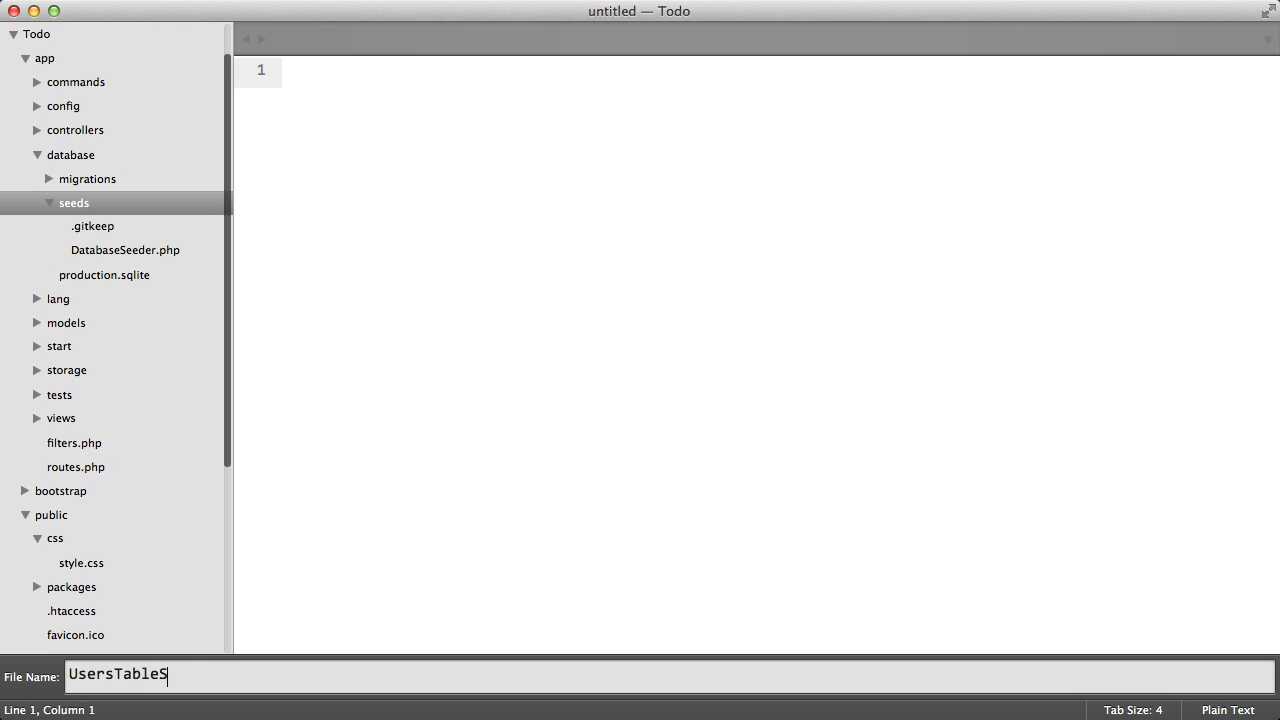 untitled — Todo
Todo
app
commands
config
controllers
database
migrations
seeds
.gitkeep
DatabaseSeeder.php
production.sqlite
lang
models
start
storage
tests
views
filters.php
routes.php
bootstrap
public
css
style.css
packages
.htaccess
favicon.ico
1
File Name: UsersTableS
Line 1, Column 1
Tab Size: 4
Plain Text